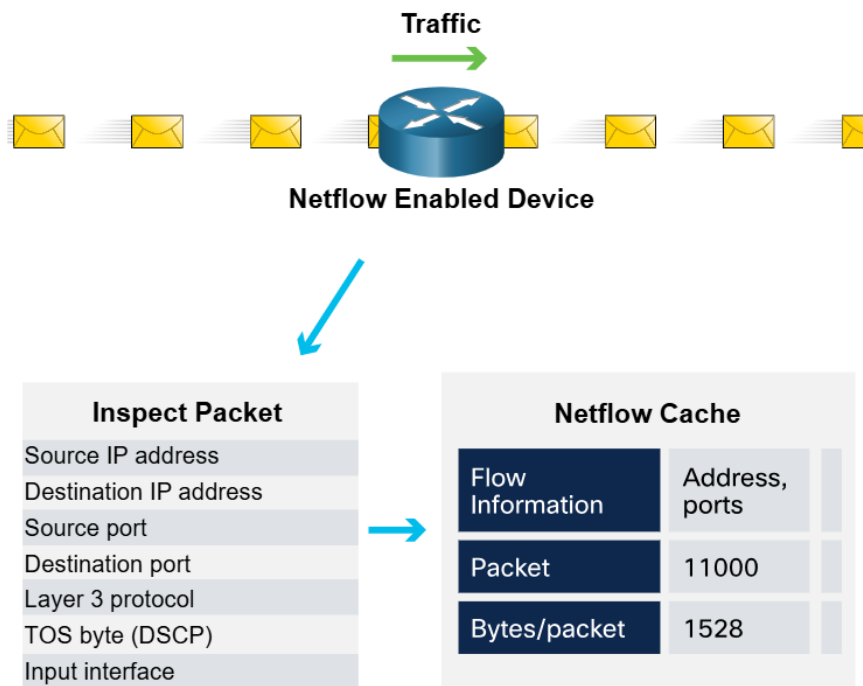 Traffic
Netflow Enabled Device
Inspect Packet
Source IP address
Destination IP address
Source port
Destination port
Layer 3 protocol
TOS byte (DSCP)
Input interface
Netflow Cache
Flow
Information
Address,
ports
Packet
11000
Bytes/packet
1528